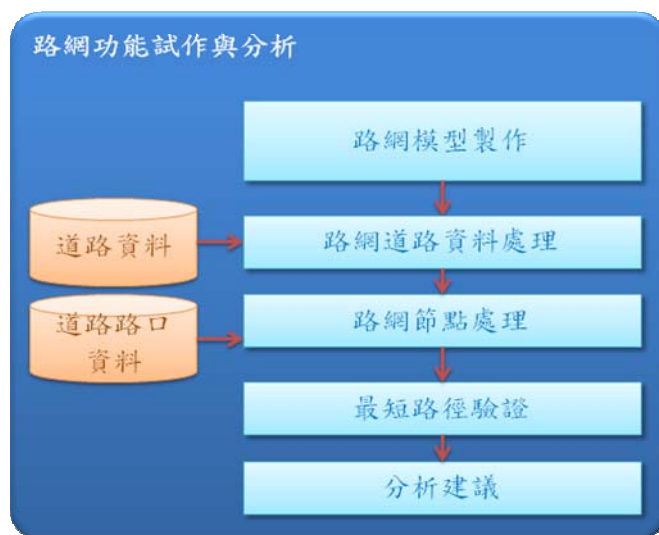 路網功能試作與分析
路網模型製作
道路資料
路網道路資料處理
道路路口
資料
路網節點處理
最短路徑驗證
分析建議